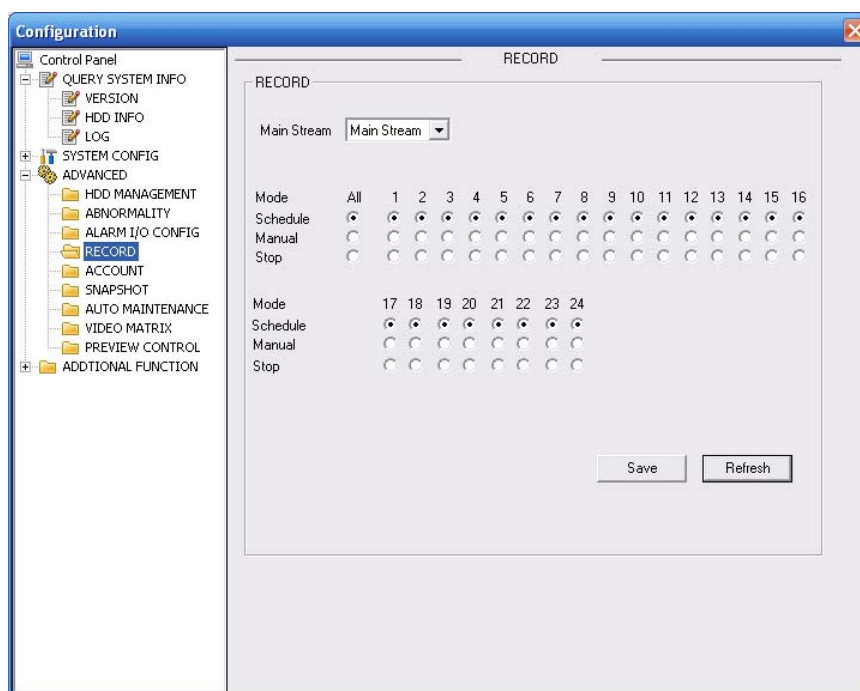 Configuration
Control Panel
QUERY SYSTEM INFO
VERSION
HDD INFO
LOG
SYSTEM CONFIG
ADVANCED
HDD MANAGEMENT
ABNORMALITY
ALARM I/O CONFIG
RECORD
ACCOUNT
SNAPSHOT
AUTO MAINTENANCE
VIDEO MATRIX
PREVIEW CONTROL
ADDTIONAL FUNCTION
RECORD
RECORD
Main Stream Main Stream
Mode All 1 2 3 4 5 6 7 8 9 10 11 12 13 14 15 16
Schedule
Manual
Stop
Mode 17 18 19 20 21 22 23 24
Schedule
Manual
Stop
Save Refresh